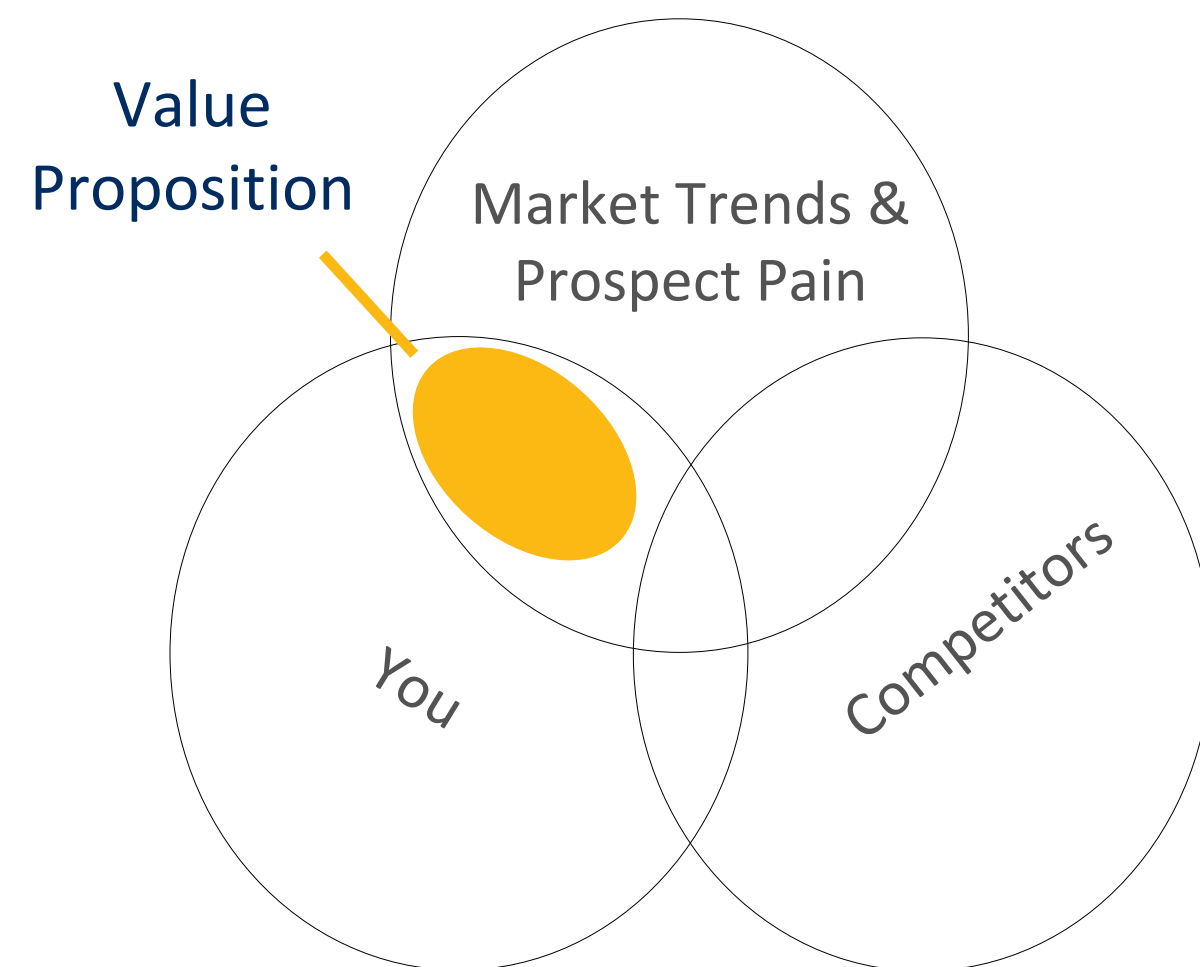 Value
Proposition
Market Trends &
Prospect Pain
You
Competitors